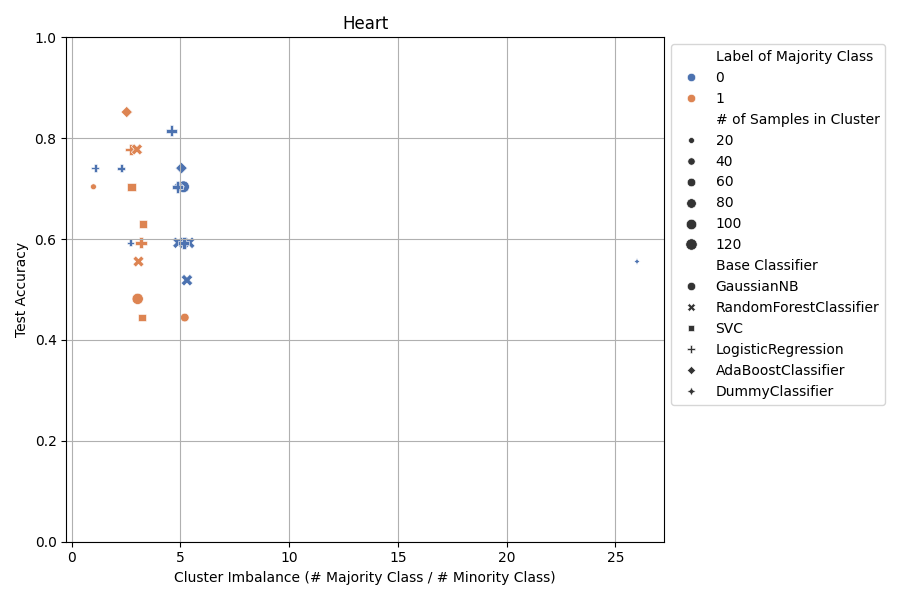 Heart
1.0
0.8
0.6
0.4
0.2
0.0
Test Accuracy
0 5 10 15 20 25
Cluster Imbalance (# Majority Class / # Minority Class)
Label of Majority Class
0
1
# of Samples in Cluster
20
40
60
80
100
120
Base Classifier
GaussianNB
RandomForestClassifier
SVC
LogisticRegression
AdaBoostClassifier
DummyClassifier